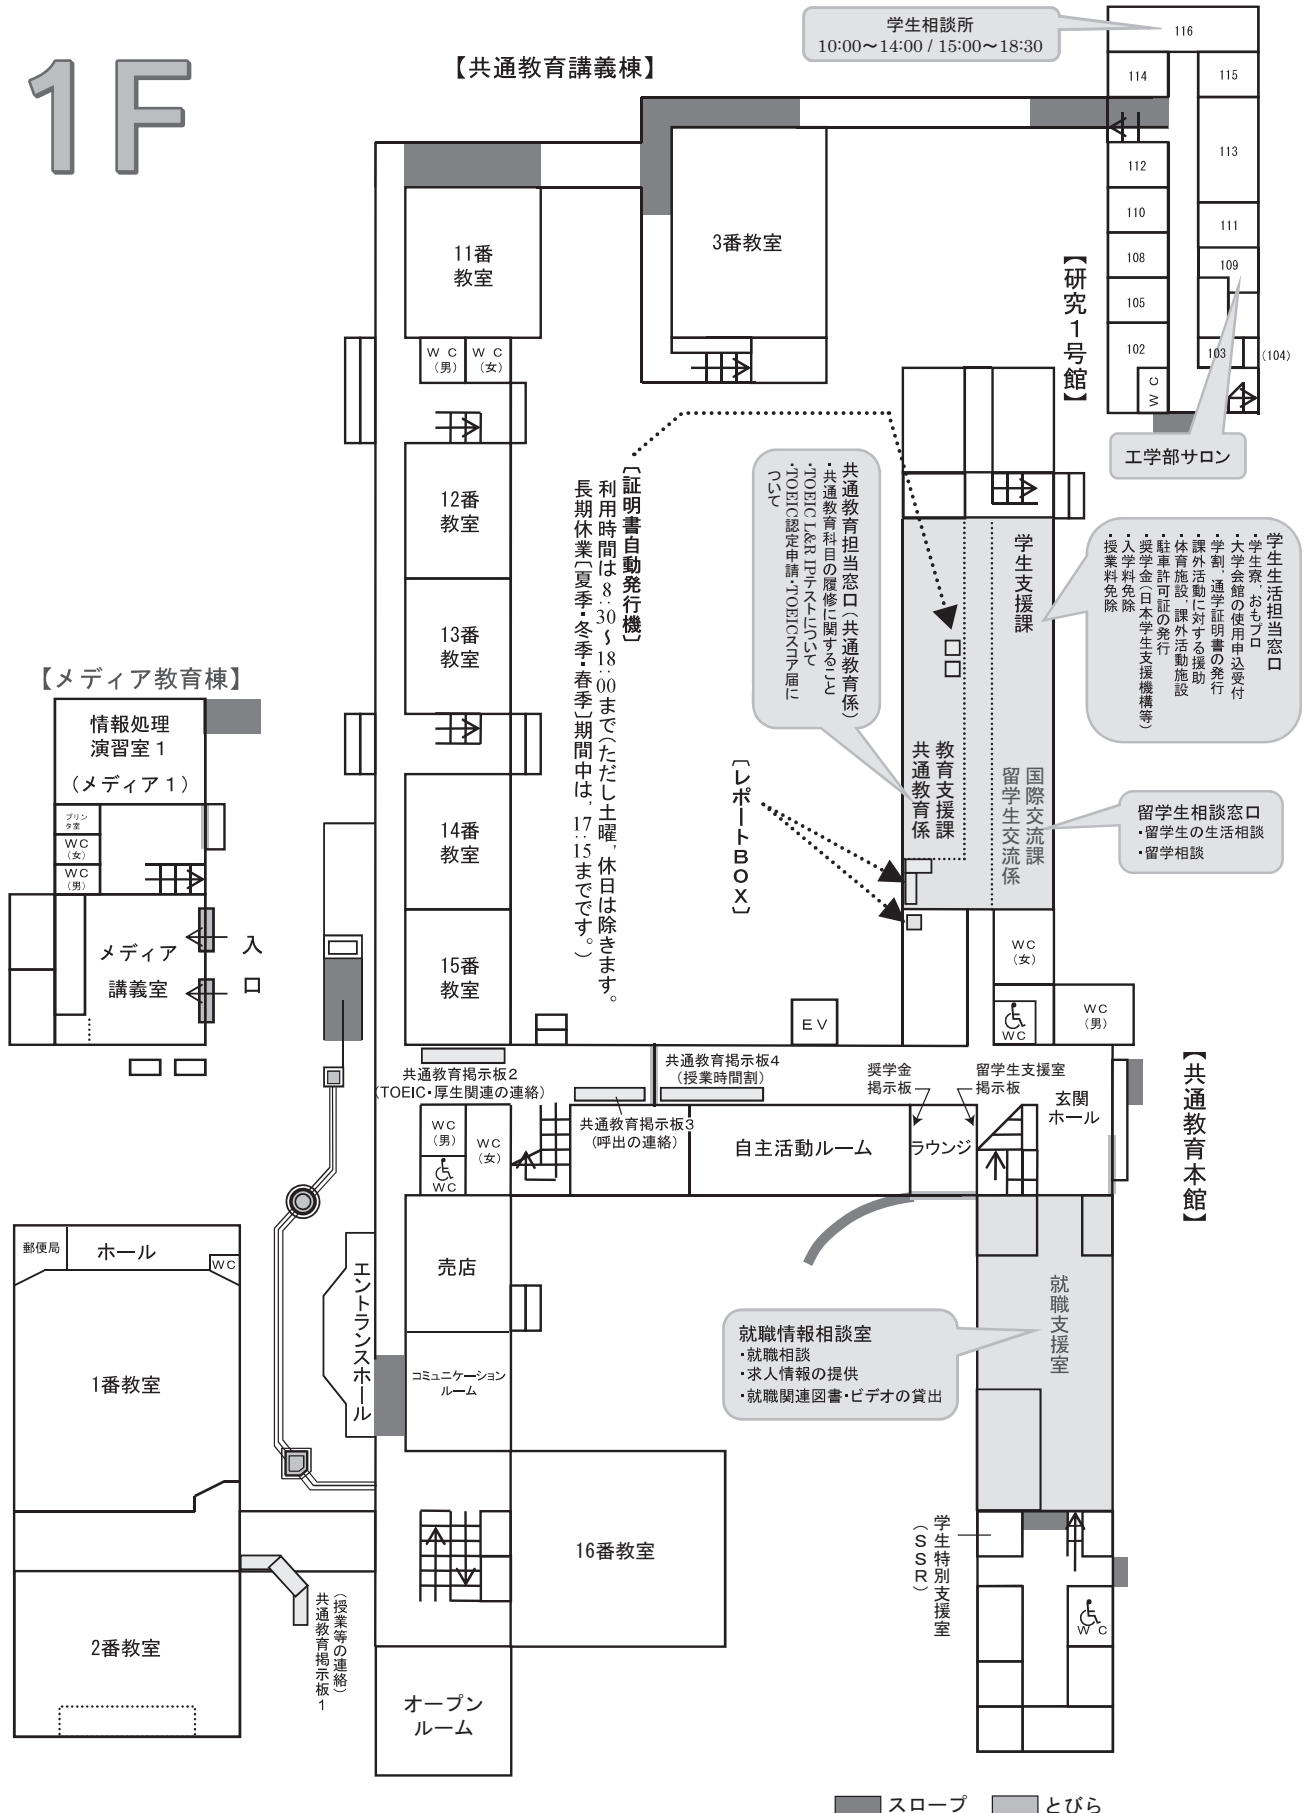 1F
【共通教育講義棟】
学生相談所
10:00～14:00 / 15:00～18:30
116
114
115
113
112
110
111
108
109
105
102
103
(104)
WC
【研究１号館】
工学部サロン
11番
教室
3番教室
ＷＣ
(男)
ＷＣ
(女)
12番
教室
13番
教室
14番
教室
15番
教室
［証明書自動発行機］
利用時間は８:30～18:00まで（ただし土曜，休日は除きます。
長期休業［夏季・冬季・春季］期間中は，17:15までです。）
共通教育担当窓口（共通教育係）
・共通教育科目の履修に関すること
・TOEIC L&R IPテストについて
・TOEIC認定申請・TOEICスコア届に
ついて
学生支援課
学生生活担当窓口
・学生寮，おもプロ
・大学会館の使用申込受付
・学割，通学証明書の発行
・課外活動に対する援助
・体育施設，課外活動施設
・駐車許可証の発行
・奨学金（日本学生支援機構等）
・入学料免除
・授業料免除
教育支援課
共通教育係
国際交流課
留学生交流係
留学生相談窓口
・留学生の生活相談
・留学相談
［レポートＢＯＸ］
【メディア教育棟】
情報処理
演習室１
(メディア１)
プリン
タ室
WC
(女)
WC
(男)
メディア
講義室
入
口
ＥＶ
WC
(女)
WC
WC
(男)
共通教育掲示板２
(TOEIC・厚生関連の連絡)
共通教育掲示板４
(授業時間割)
共通教育掲示板３
(呼出の連絡)
奨学金
掲示板
留学生支援室
掲示板
玄関
ホール
【共通教育本館】
WC
(男)
WC
(女)
WC
自主活動ルーム
ラウンジ
郵便局
ホール
WC
1番教室
2番教室
エントランスホール
売店
コミュニケーション
ルーム
就職支援室
就職情報相談室
・就職相談
・求人情報の提供
・就職関連図書・ビデオの貸出
16番教室
学生特別支援室
（ＳＳＲ）
ＷＣ
共通教育掲示板１
（授業等の連絡）
オープン
ルーム
スロープ
とびら